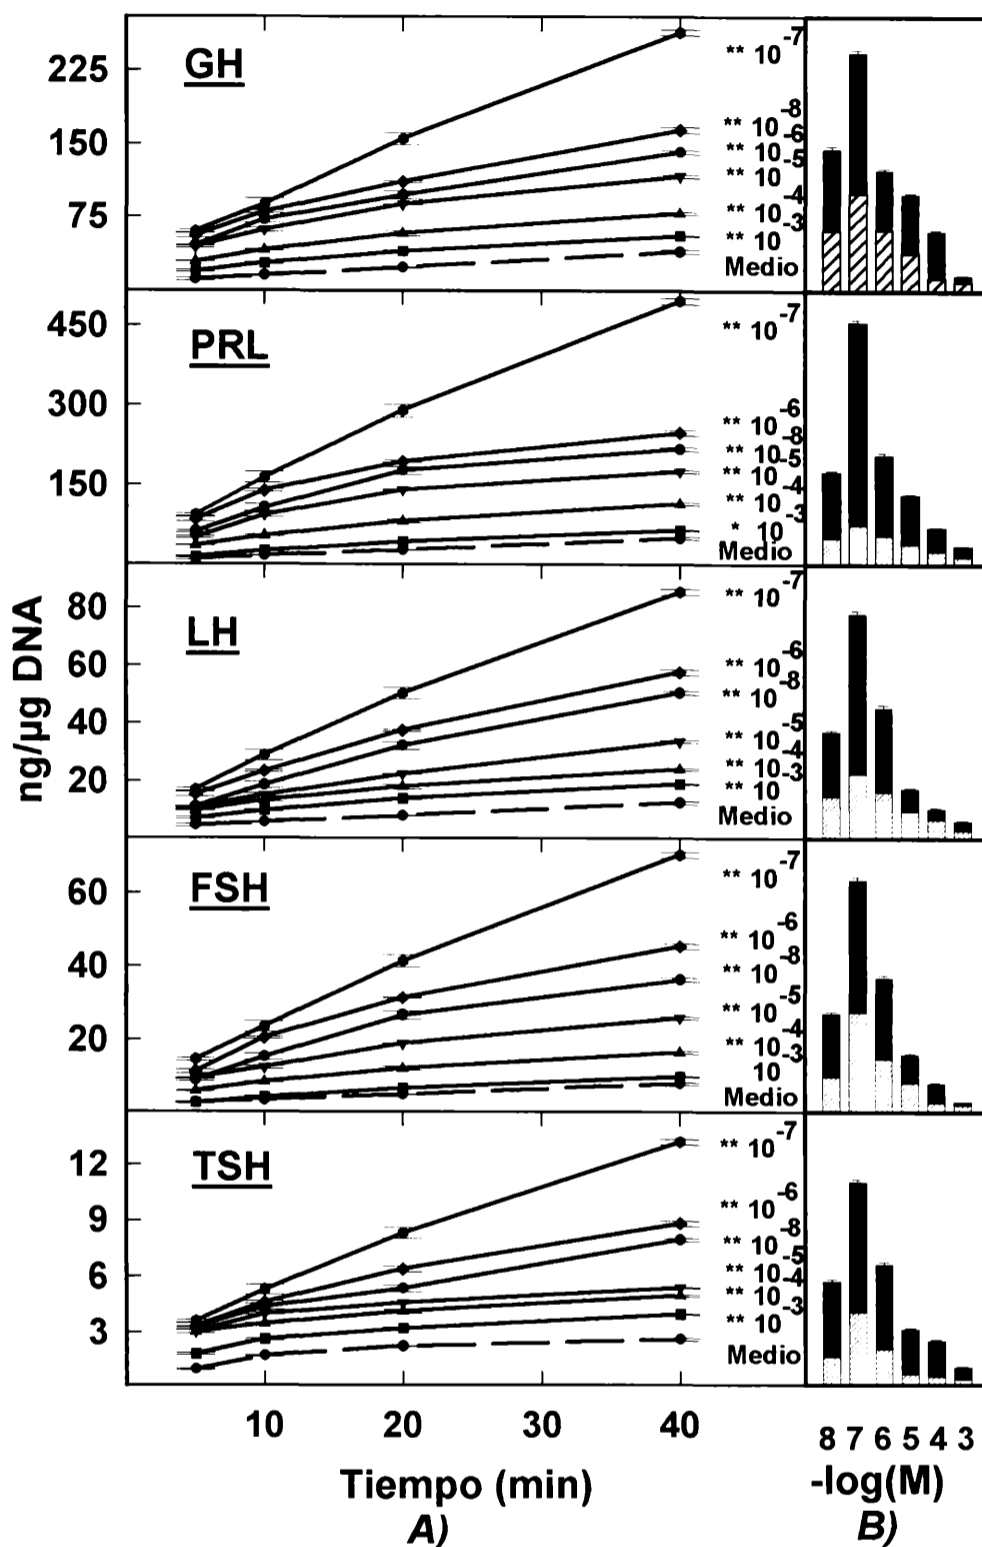 GH
225
150
75
** 10 -7
** 10 -8
** 10 -6
** 10 -5
** 10 -4
** 10 -3
Medio
PRL
450
300
150
** 10 -7
** 10 -6
** 10 -8
** 10 -5
** 10 -4
* 10 -3
Medio
LH
80
60
40
20
** 10 -7
** 10 -6
** 10 -8
** 10 -5
** 10 -4
** 10 -3
Medio
FSH
60
40
20
** 10 -7
** 10 -6
** 10 -8
** 10 -5
** 10 -4
10 -3
Medio
TSH
12
9
6
3
** 10 -7
** 10 -6
** 10 -8
** 10 -5
** 10 -4
** 10 -3
Medio
ng/µg DNA
10 20 40
8 7 6 5 4 3
Tiempo (min)
-log(M)
A)
B)